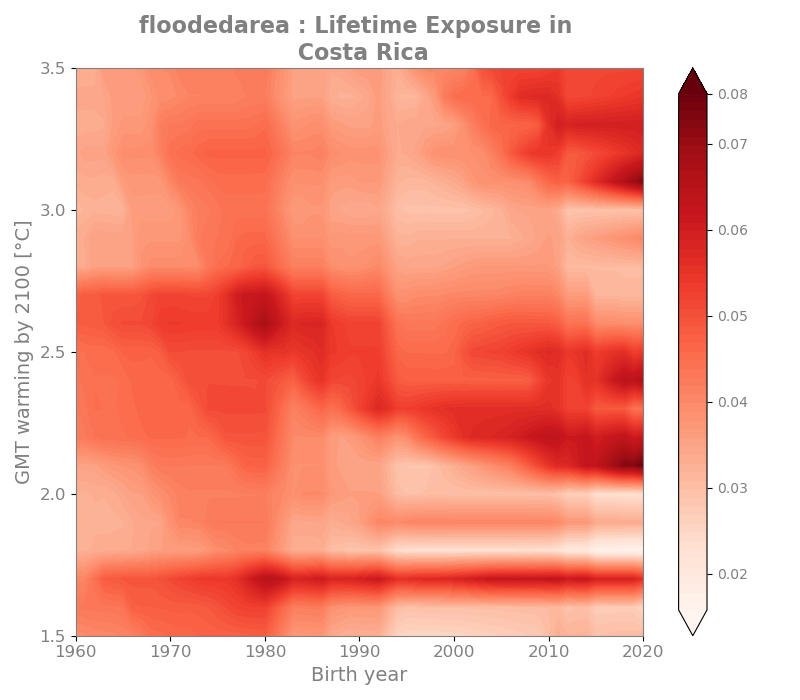 floodedarea : Lifetime Exposure in
Costa Rica
GMT warming by 2100 [°C]
3.5
3.0
2.5
2.0
1.5
1960 1970 1980 1990 2000 2010 2020
Birth year
0.08
0.07
0.06
0.05
0.04
0.03
0.02